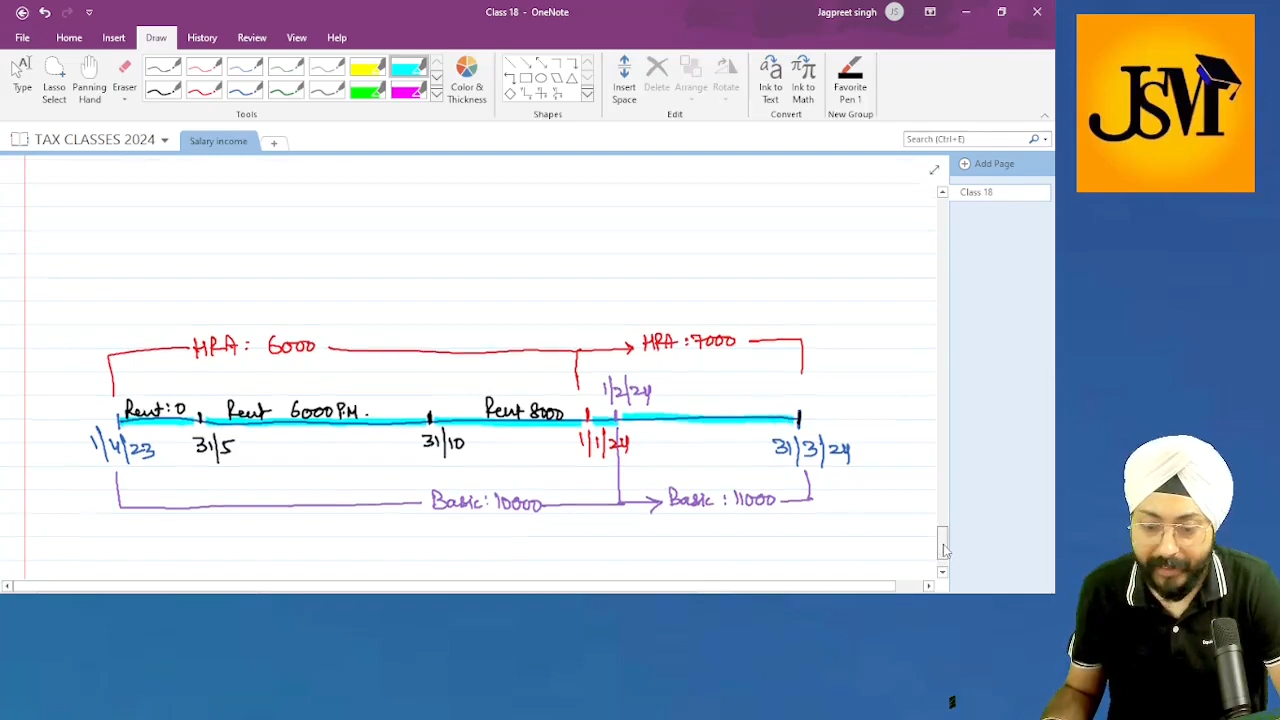 Class 18 - OneNote
Jagpreet singh JS
File Home Insert Draw History Review View Help
Type Lasso Select Panning Hand Eraser Color & Thickness Insert Space Delete Arrange Rotate Ink to Text Ink to Math Favorite Pen 1
Tools Shapes Edit Convert New Group
TAX CLASSES 2024 Salary income + Search (Ctrl+E)
Add Page
Class 18
HRA : 6000 HRA : 7000
1/2/24
Rent : 0 Rent 6000 P.M. Rent 8000
1/4/23 31/5 31/10 1/1/24 31/3/24
Basic : 10000 Basic : 11000
JSM